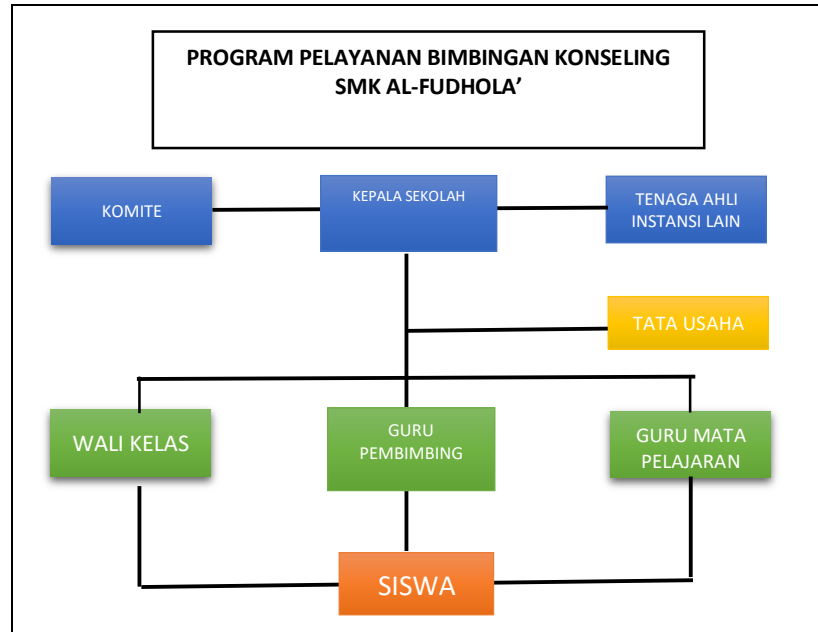 PROGRAM PELAYANAN BIMBINGAN KONSELING
SMK AL-FUDHOLA’
KOMITE
KEPALA SEKOLAH
TENAGA AHLI
INSTANSI LAIN
TATA USAHA
WALI KELAS
GURU
PEMBIMBING
GURU MATA
PELAJARAN
SISWA